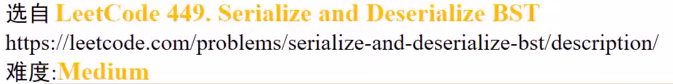 选自 LeetCode 449. Serialize and Deserialize BST
https://leetcode.com/problems/serialize-and-deserialize-bst/description/
难度:Medium